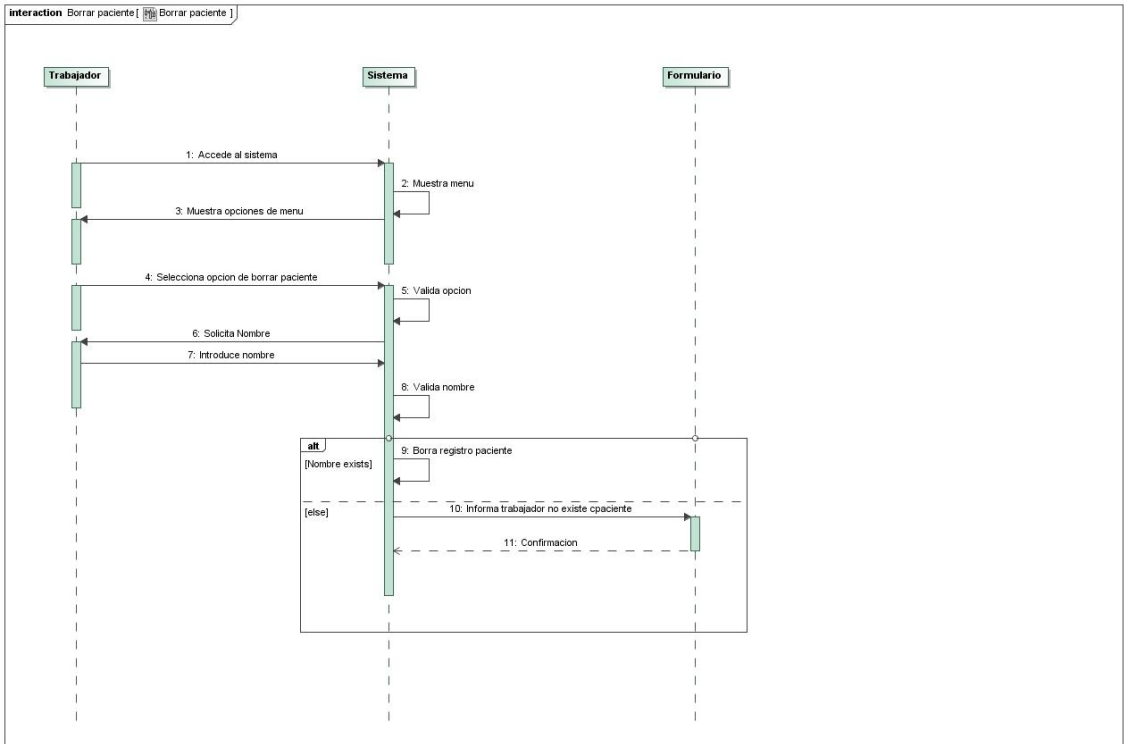 interaction Borrar paciente [ Borrar paciente ]
Trabajador
Sistema
Formulario
1: Accede al sistema
2: Muestra menu
3: Muestra opciones de menu
4: Selecciona opcion de borrar paciente
5: Valida opcion
6: Solicita Nombre
7: Introduce nombre
8: Valida nombre
alt
9: Borra registro paciente
[Nombre exists]
10: Informa trabajador no existe cpaciente
[else]
11: Confirmacion